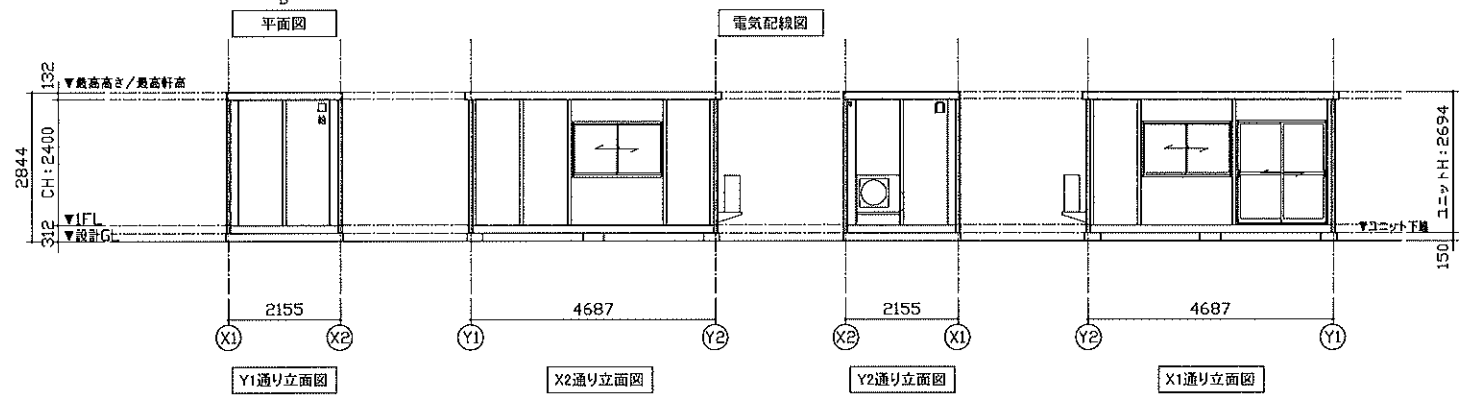 平面図
電気配線図
▼最高高さ/最高軒高
132
CH:2400
2844
312
▼1FL
▼設計GL
給
▼ユニット下端
ユニットH:2694
150
2155
4687
2155
4687
X1
X2
Y1
Y2
X2
X1
Y2
Y1
Y1通り立面図
X2通り立面図
Y2通り立面図
X1通り立面図